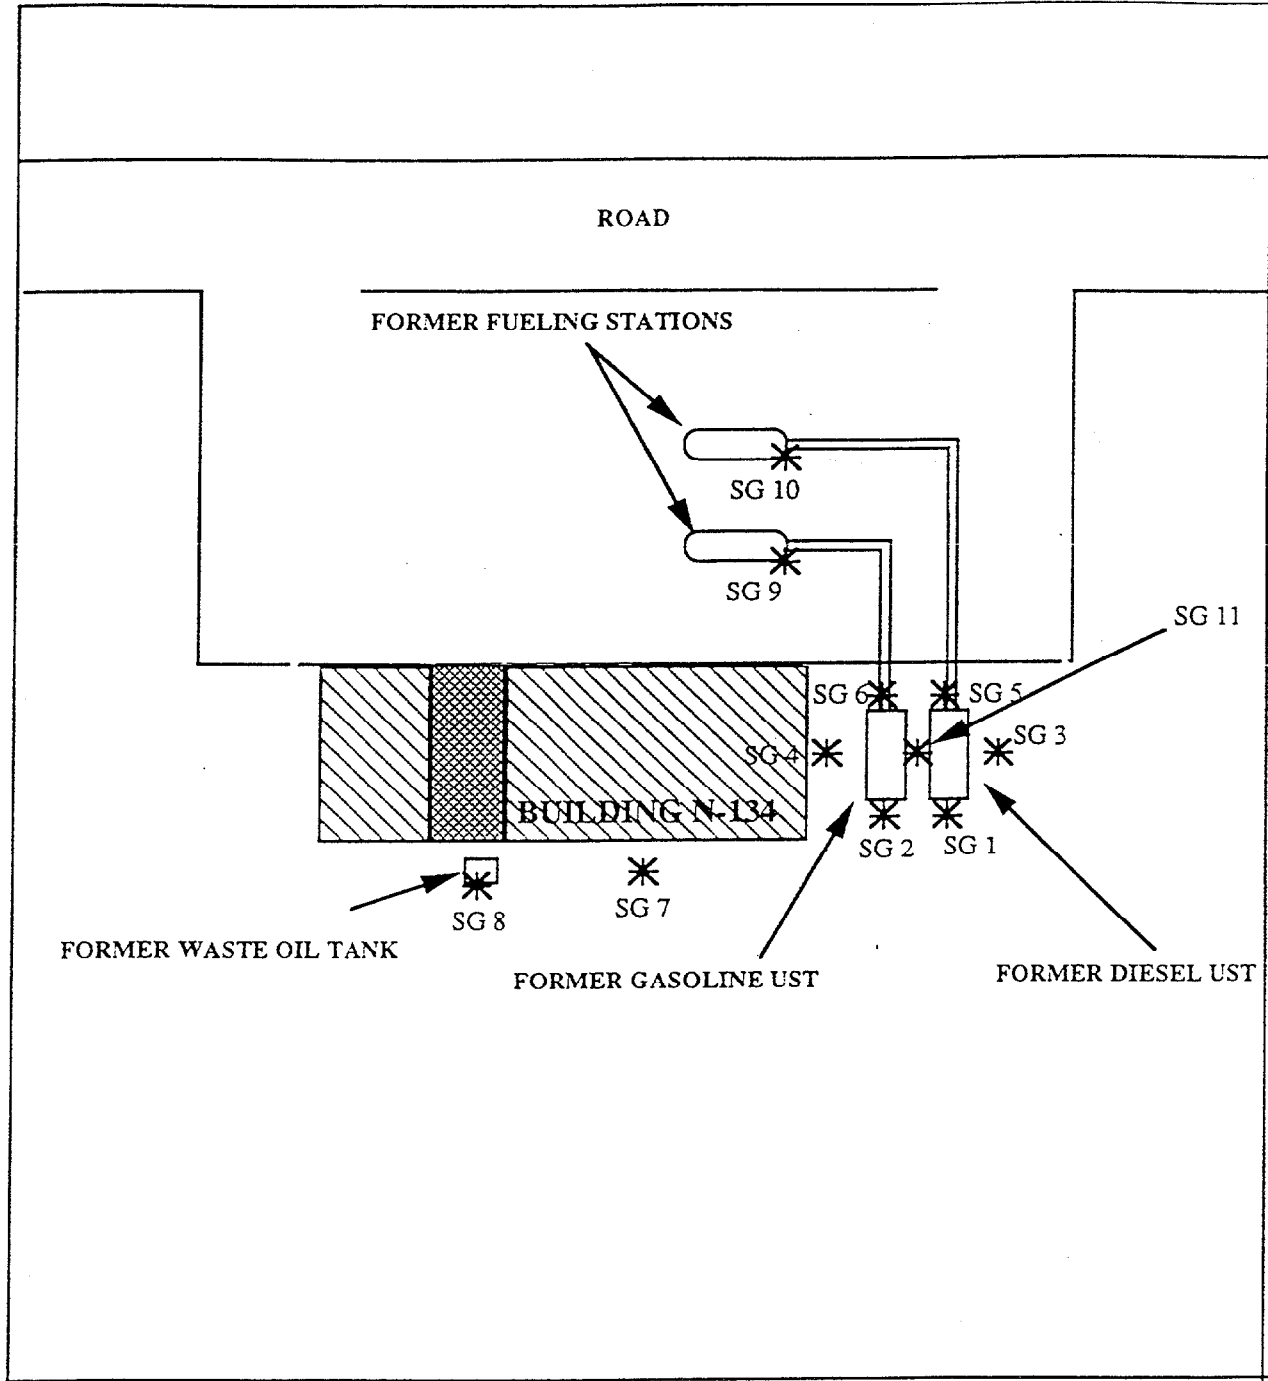 ROAD
FORMER FUELING STATIONS
SG 10
SG 9
SG 11
SG 6
SG 5
SG 4
SG 3
BUILDING N-134
SG 2
SG 1
SG 8
SG 7
FORMER WASTE OIL TANK
FORMER GASOLINE UST
FORMER DIESEL UST